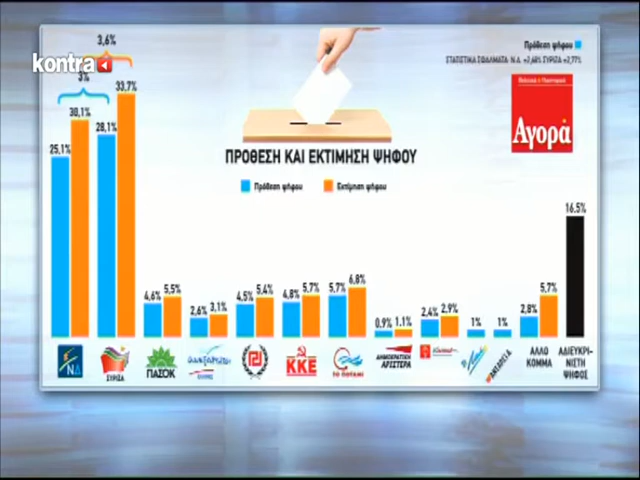 3,6%
Πρόθεση ψήφου
kontra
3%
ΣΤΑΤΙΣΤΙΚΑ ΣΦΑΛΜΑΤΑ Ν.Δ. +2,68% ΣΥΡΙΖΑ +2,77%
Αγορά
ΠΡΟΘΕΣΗ ΚΑΙ ΕΚΤΙΜΗΣΗ ΨΗΦΟΥ
Πρόθεση ψήφου Εκτίμηση ψήφου
25,1% 30,1% 28,1% 33,7% 4,6% 5,5% 2,6% 3,1% 4,5% 5,4% 4,8% 5,7% 5,7% 6,8% 0,9% 1,1% 2,4% 2,9% 1% 1% 2,8% 5,7% 16.5%
ΝΔ
ΣΥΡΙΖΑ
ΠΑΣΟΚ
ΚΚΕ
ΤΟ ΠΟΤΑΜΙ
ΔΗΜΟΚΡΑΤΙΚΗ
ΑΡΙΣΤΕΡΑ
ΑΛΛΟ
ΚΟΜΜΑ
ΑΔΙΕΥΚΡΙ-
ΝΙΣΤΗ
ΨΗΦΟΣ